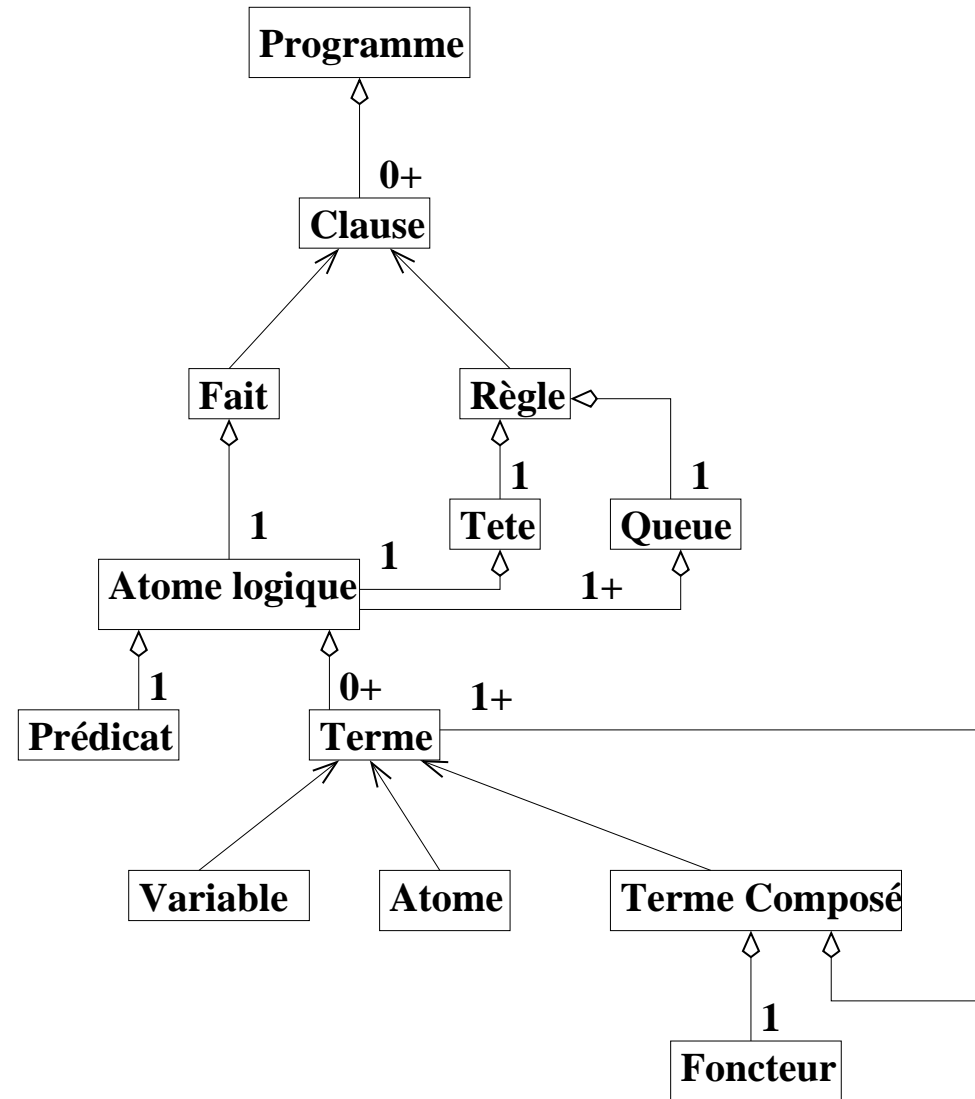 Programme
0+
Clause
Fait
Règle
1
1
Tete
Queue
1
1
1+
Atome logique
1
0+
1+
Prédicat
Terme
Variable
Atome
Terme Composé
1
Foncteur